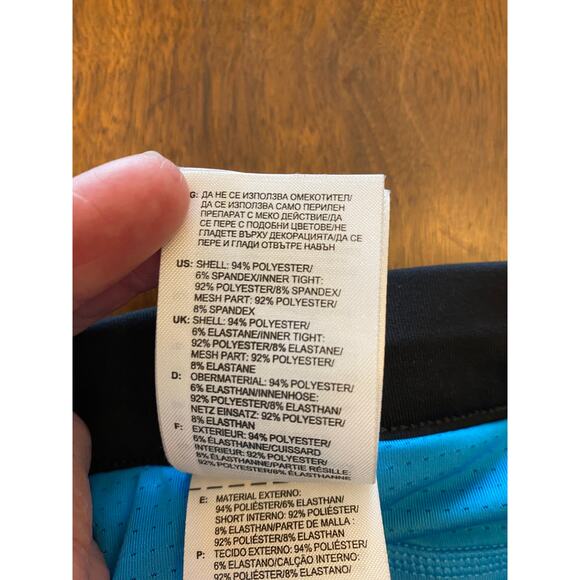 G: ДА НЕ СЕ ИЗПОЛЗВА ОМЕКОТИТЕЛ/
ДА СЕ ИЗПОЛЗВА САМО ПЕРИЛЕН
ПРЕПАРАТ С МЕКО ДЕЙСТВИЕ/ДА
СЕ ПЕРЕ С ПОДОБНИ ЦВЕТОВЕ/НЕ
ГЛАДЕТЕ ВЪРХУ ДЕКОРАЦИЯТА/ДА СЕ
ПЕРЕ И ГЛАДИ ОТВЪТРЕ НАВЪН
US: SHELL: 94% POLYESTER/
6% SPANDEX/INNER TIGHT:
92% POLYESTER/8% SPANDEX/
MESH PART: 92% POLYESTER/
8% SPANDEX
UK: SHELL: 94% POLYESTER/
6% ELASTANE/INNER TIGHT:
92% POLYESTER/8% ELASTANE/
MESH PART: 92% POLYESTER/
8% ELASTANE
D: OBERMATERIAL: 94% POLYESTER/
6% ELASTHAN/INNENHOSE:
92% POLYESTER/8% ELASTHAN/
NETZ EINSATZ: 92% POLYESTER/
8% ELASTHAN
F: EXTERIEUR: 94% POLYESTER/
6% ELASTHANNE/CUISSARD
INTERIEUR: 92% POLYESTER/
8% ÉLASTHANNE/PARTIE RÉSILLE:
92% POLYESTER/8% ELASTHANNE
E: MATERIAL EXTERNO:
94% POLIÉSTER/6% ELASTHAN/
SHORT INTERNO: 92% POLIÉSTER/
8% ELASTHAN/PARTE DE MALLA :
92% POLIÉSTER/8% ELASTHAN
P: TECIDO EXTERNO: 94% POLIÉSTER/
6% ELASTANO/CALÇÃO INTERNO:
92% POLIÉSTER/8% ELASTANO/